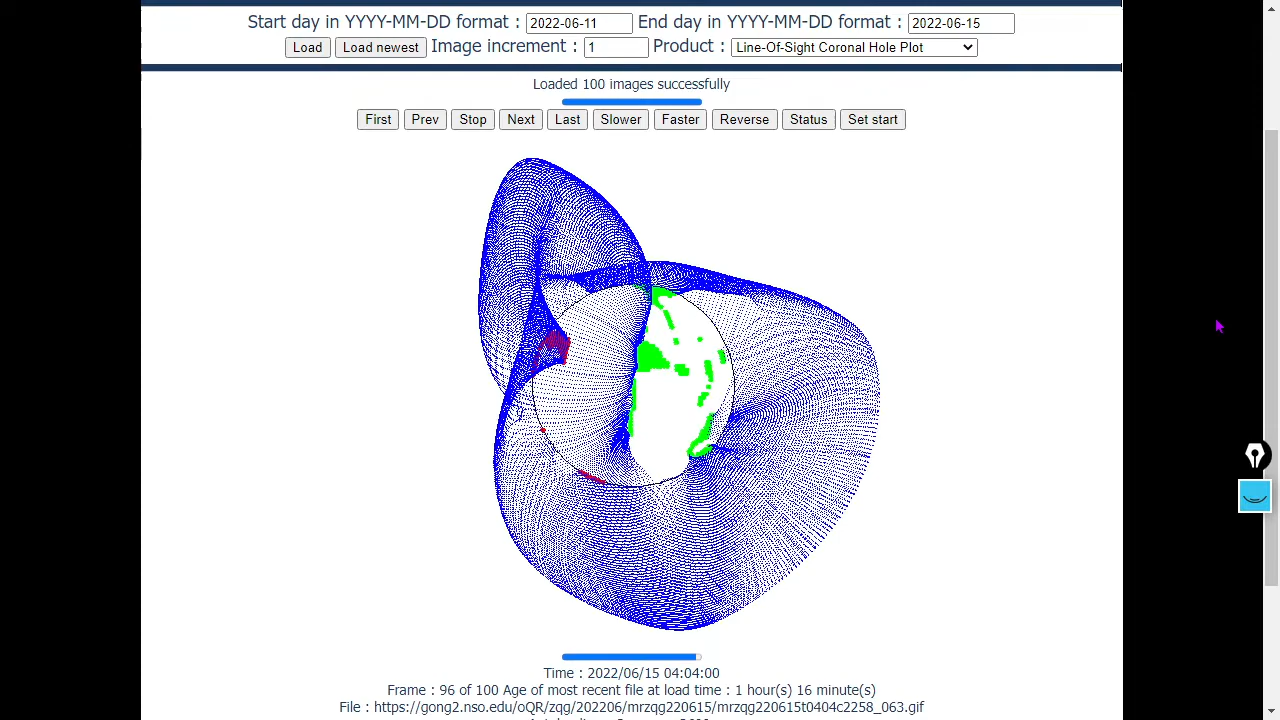 Start day in YYYY-MM-DD format : 2022-06-11 End day in YYYY-MM-DD format : 2022-06-15
Load Load newest Image increment : 1 Product : Line-Of-Sight Coronal Hole Plot
Loaded 100 images successfully
First Prev Stop Next Last Slower Faster Reverse Status Set start
Time : 2022/06/15 04:04:00
Frame : 96 of 100 Age of most recent file at load time : 1 hour(s) 16 minute(s)
File : https://gong2.nso.edu/oQR/zqg/202206/mrzqg220615/mrzqg220615t0404c2258_063.gif